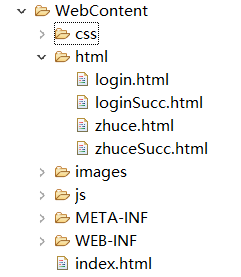 WebContent
css
html
login.html
loginSucc.html
zhuce.html
zhuceSucc.html
images
js
META-INF
WEB-INF
index.html